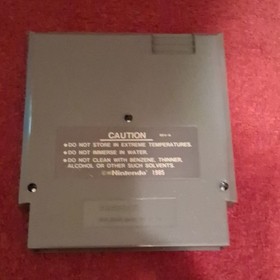 CAUTION REV-A
★DO NOT STORE IN EXTREME TEMPERATURES.
★DO NOT IMMERSE IN WATER.
★DO NOT CLEAN WITH BENZENE, THINNER,
ALCOHOL OR OTHER SUCH SOLVENTS.
©Nintendo 1985